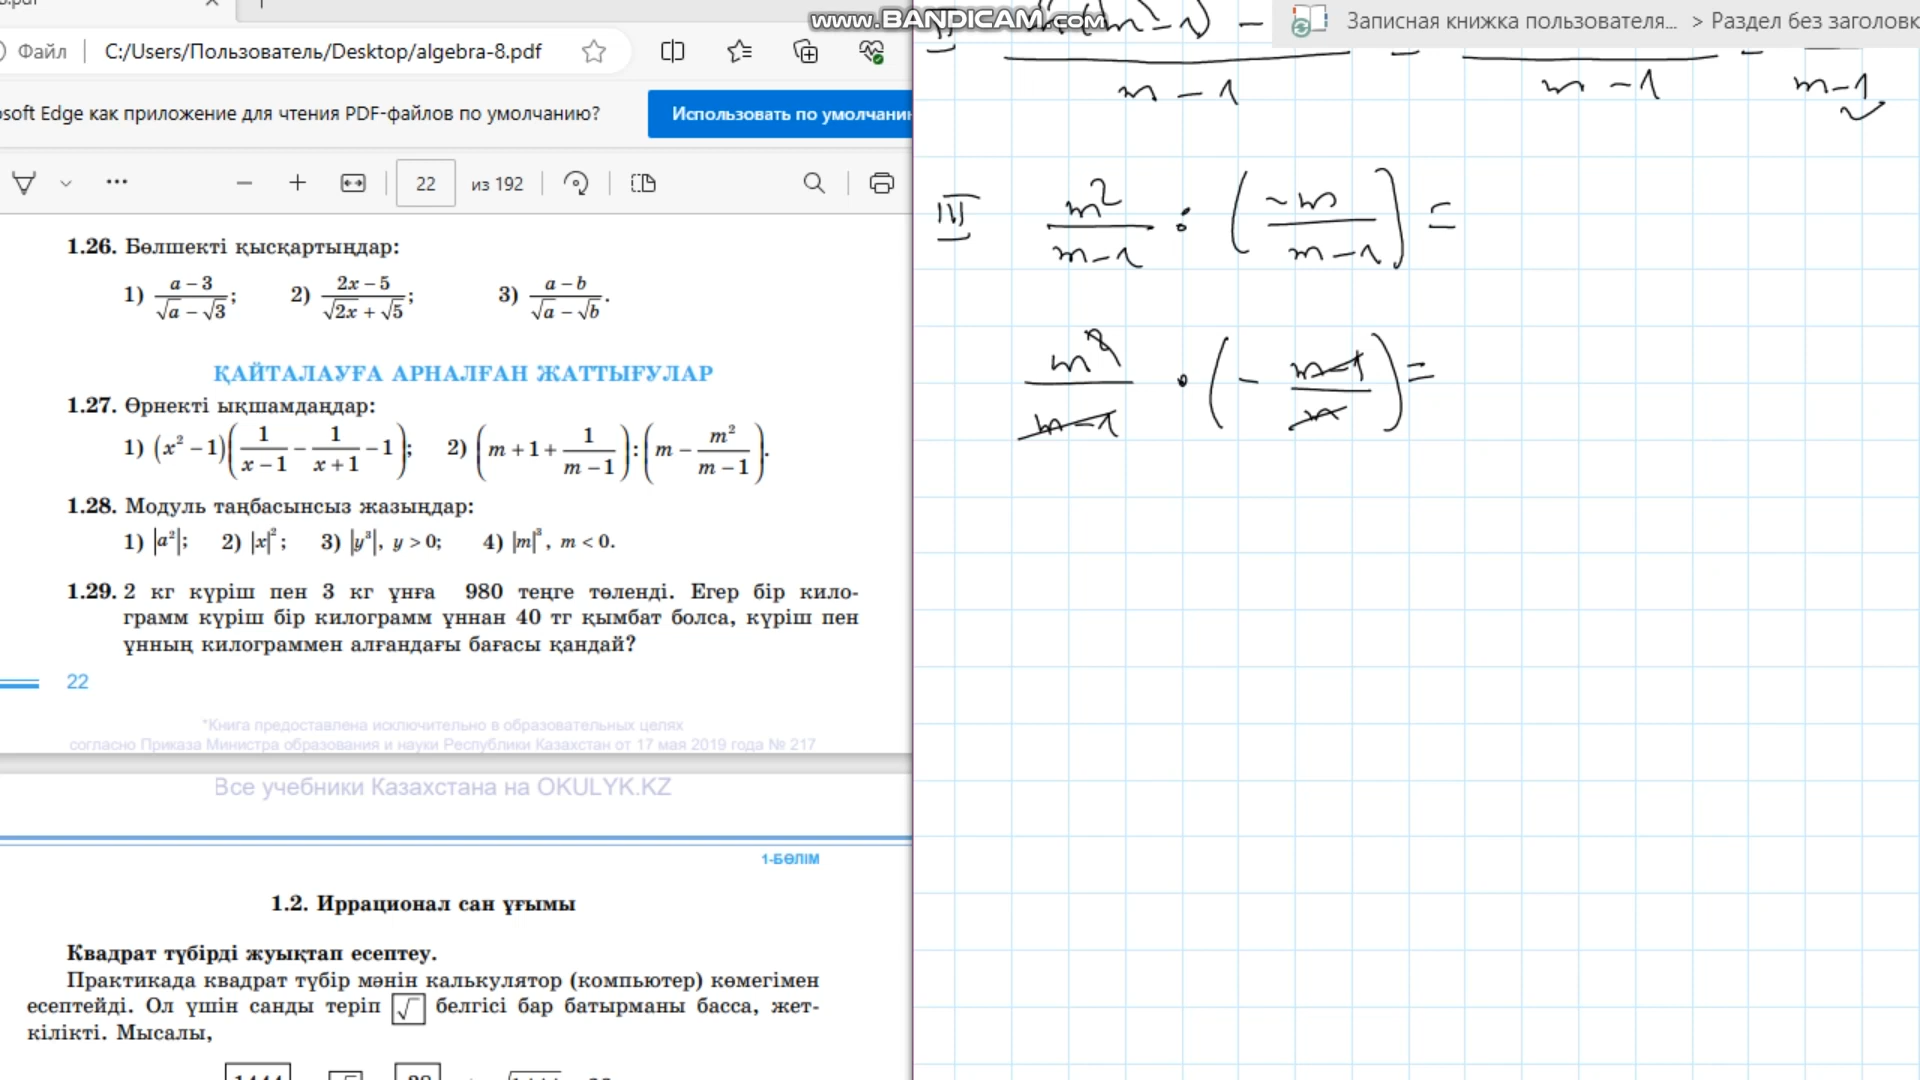 www.BANDICAM.com
Записная книжка пользователя... > Раздел без заголовк
Файл C:/Users/Пользователь/Desktop/algebra-8.pdf
osoft Edge как приложение для чтения PDF-файлов по умолчанию? Использовать по умолчани
22 из 192
1.26. Бөлшекті қысқартыңдар:
1) (a − 3)/(√a − √3); 2) (2x − 5)/(√2x + √5); 3) (a − b)/(√a − √b).
ҚАЙТАЛАУҒА АРНАЛҒАН ЖАТТЫҒУЛАР
1.27. Өрнекті ықшамдаңдар:
1) (x² − 1)(1/(x − 1) − 1/(x + 1) − 1); 2) (m + 1 + 1/(m − 1)) : (m − m²/(m − 1)).
1.28. Модуль таңбасынсыз жазыңдар:
1) |a²|; 2) |x|²; 3) |y³|, y > 0; 4) |m|³, m < 0.
1.29. 2 кг күріш пен 3 кг ұнға 980 теңге төленді. Егер бір кило-
грамм күріш бір килограмм ұннан 40 тг қымбат болса, күріш пен
ұнның килограммен алғандағы бағасы қандай?
22
*Книга предоставлена исключительно в образовательных целях
согласно Приказа Министра образования и науки Республики Казахстан от 17 мая 2019 года № 217
Все учебники Казахстана на OKULYK.KZ
1-БӨЛІМ
1.2. Иррационал сан ұғымы
Квадрат түбірді жуықтап есептеу.
Практикада квадрат түбір мәнін калькулятор (компьютер) көмегімен
есептейді. Ол үшін санды теріп √ белгісі бар батырманы басса, жет-
кілікті. Мысалы,
m − 1 m − 1 m − 1
III m²/(m − 1) : (−m/(m − 1)) =
m²/(m − 1) · (− (m − 1)/m) =